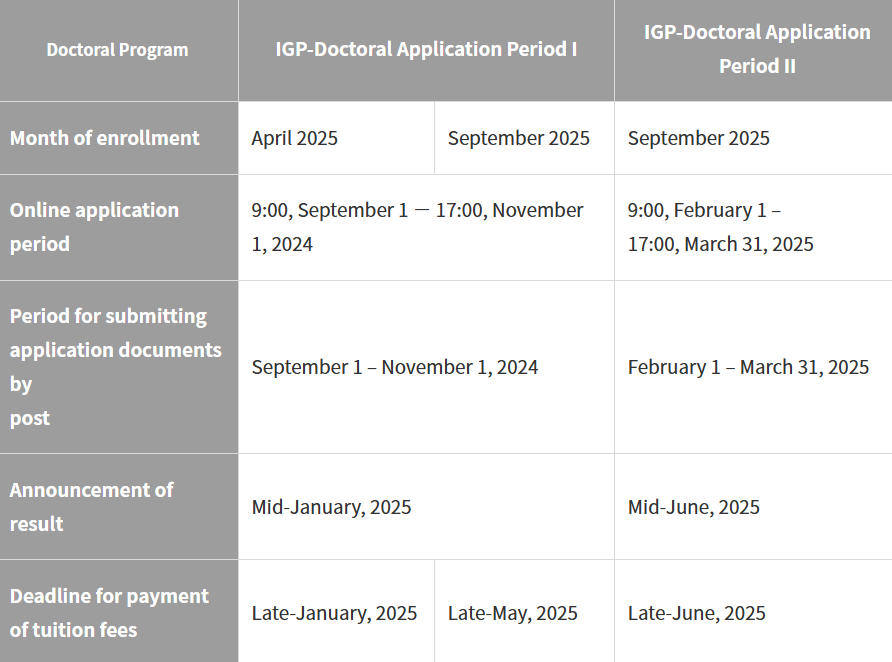 Doctoral Program
IGP-Doctoral Application Period I
IGP-Doctoral Application
Period II
Month of enrollment
April 2025
September 2025
September 2025
Online application
period
9:00, September 1 — 17:00, November
1, 2024
9:00, February 1 –
17:00, March 31, 2025
Period for submitting
application documents
by
post
September 1 – November 1, 2024
February 1 – March 31, 2025
Announcement of
result
Mid-January, 2025
Mid-June, 2025
Deadline for payment
of tuition fees
Late-January, 2025
Late-May, 2025
Late-June, 2025